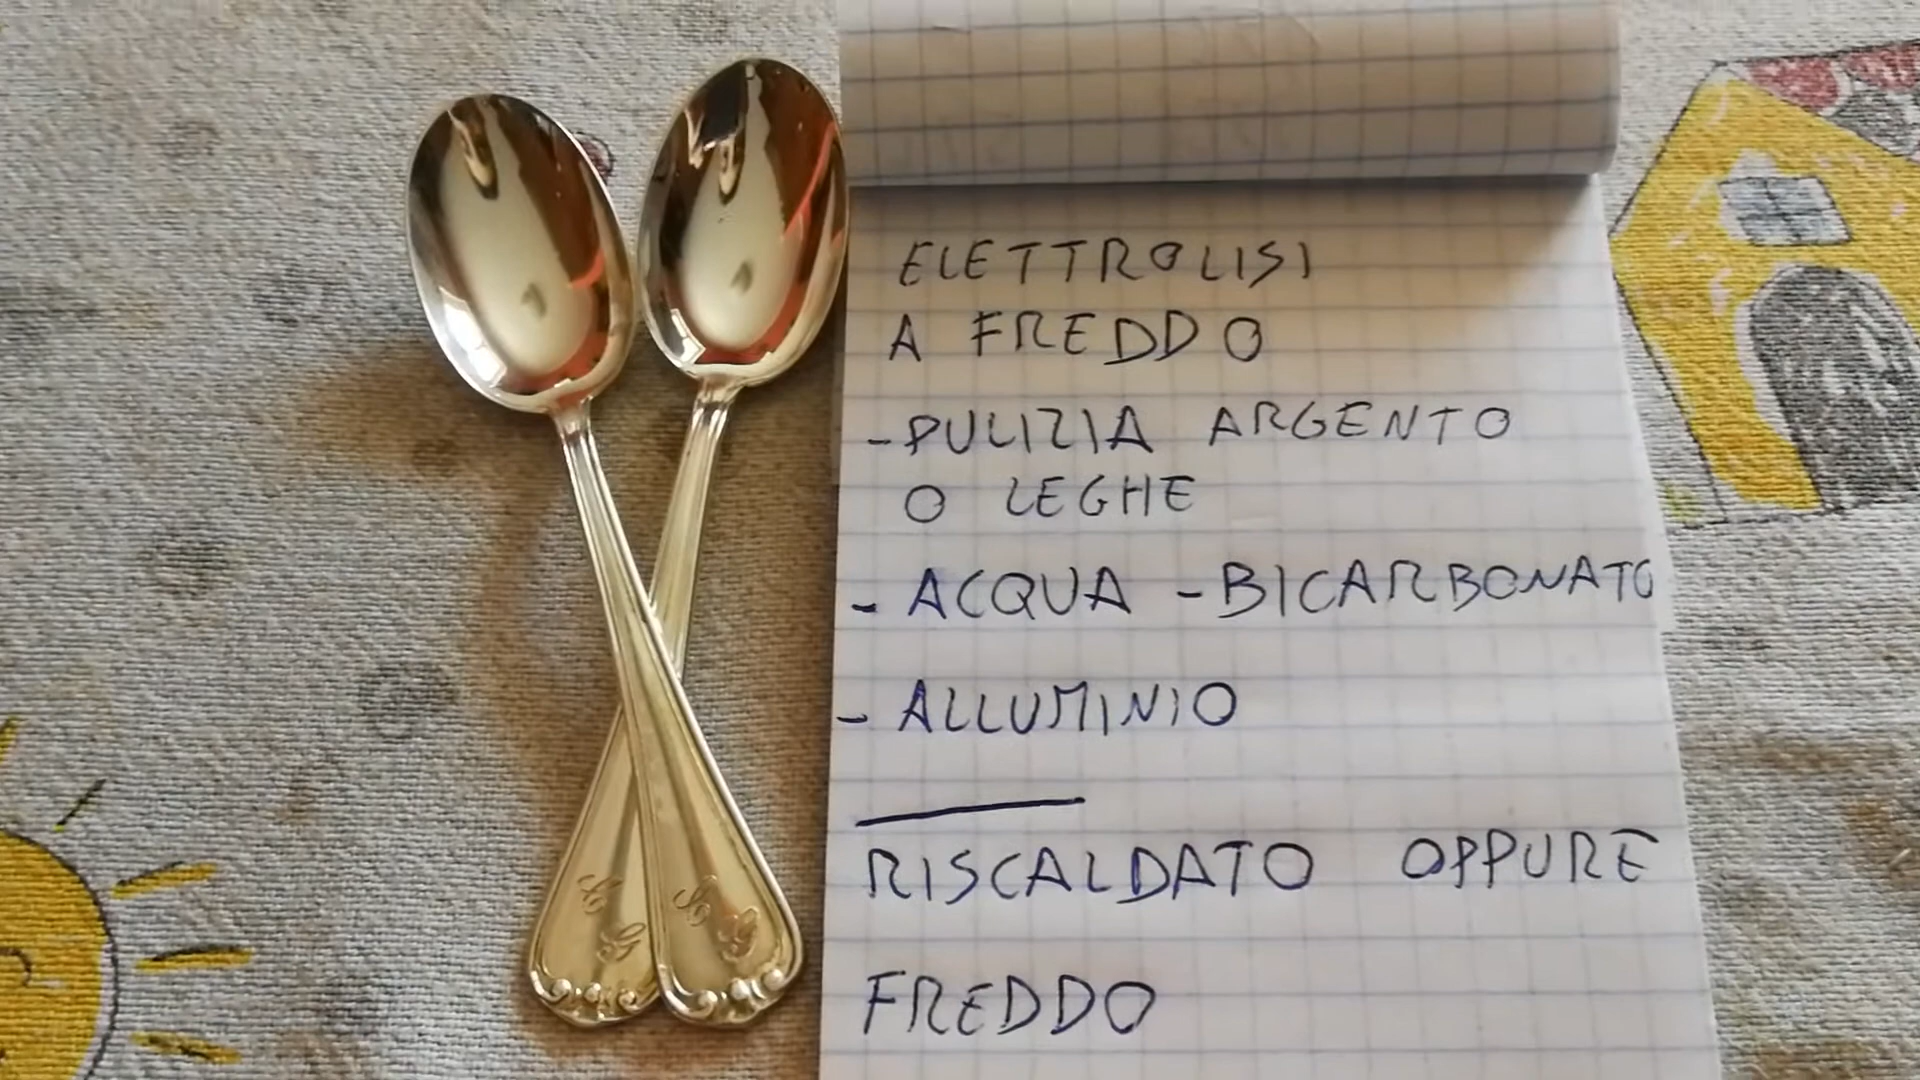 ELETTROLISI
A FREDDO
- PULIZIA ARGENTO
O LEGHE
- ACQUA - BICARBONATO
- ALLUMINIO
RISCALDATO OPPURE
FREDDO